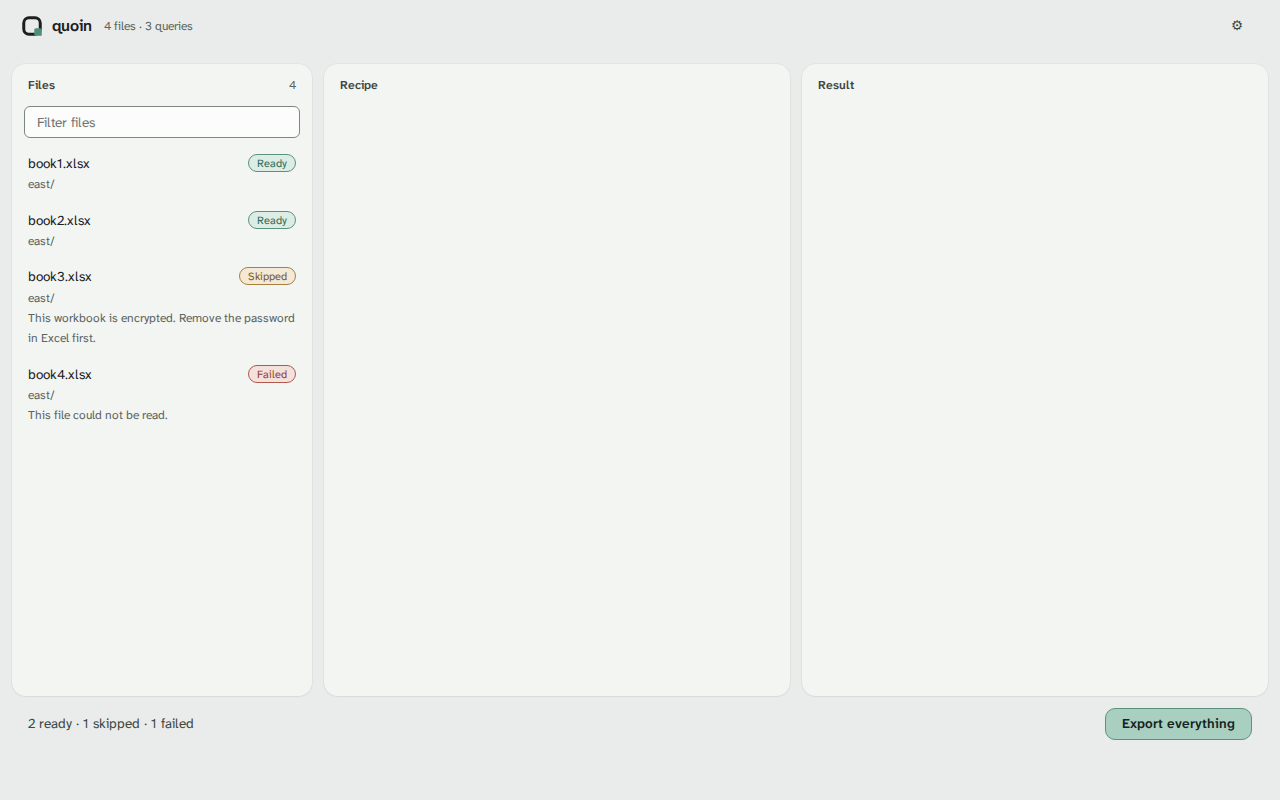 quoin 4 files · 3 queries
⚙
Files 4
Filter files
book1.xlsx Ready
east/
book2.xlsx Ready
east/
book3.xlsx Skipped
east/
This workbook is encrypted. Remove the password
in Excel first.
book4.xlsx Failed
east/
This file could not be read.
Recipe
Result
2 ready · 1 skipped · 1 failed
Export everything